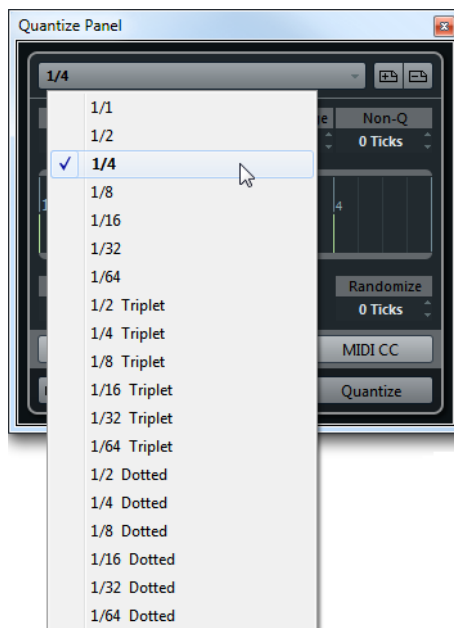 Quantize Panel
1/4
1/1
1/2
1/4
1/8
1/16
1/32
1/64
1/2 Triplet
1/4 Triplet
1/8 Triplet
1/16 Triplet
1/32 Triplet
1/64 Triplet
1/2 Dotted
1/4 Dotted
1/8 Dotted
1/16 Dotted
1/32 Dotted
1/64 Dotted
Non-Q
0 Ticks
4
Randomize
0 Ticks
MIDI CC
Quantize